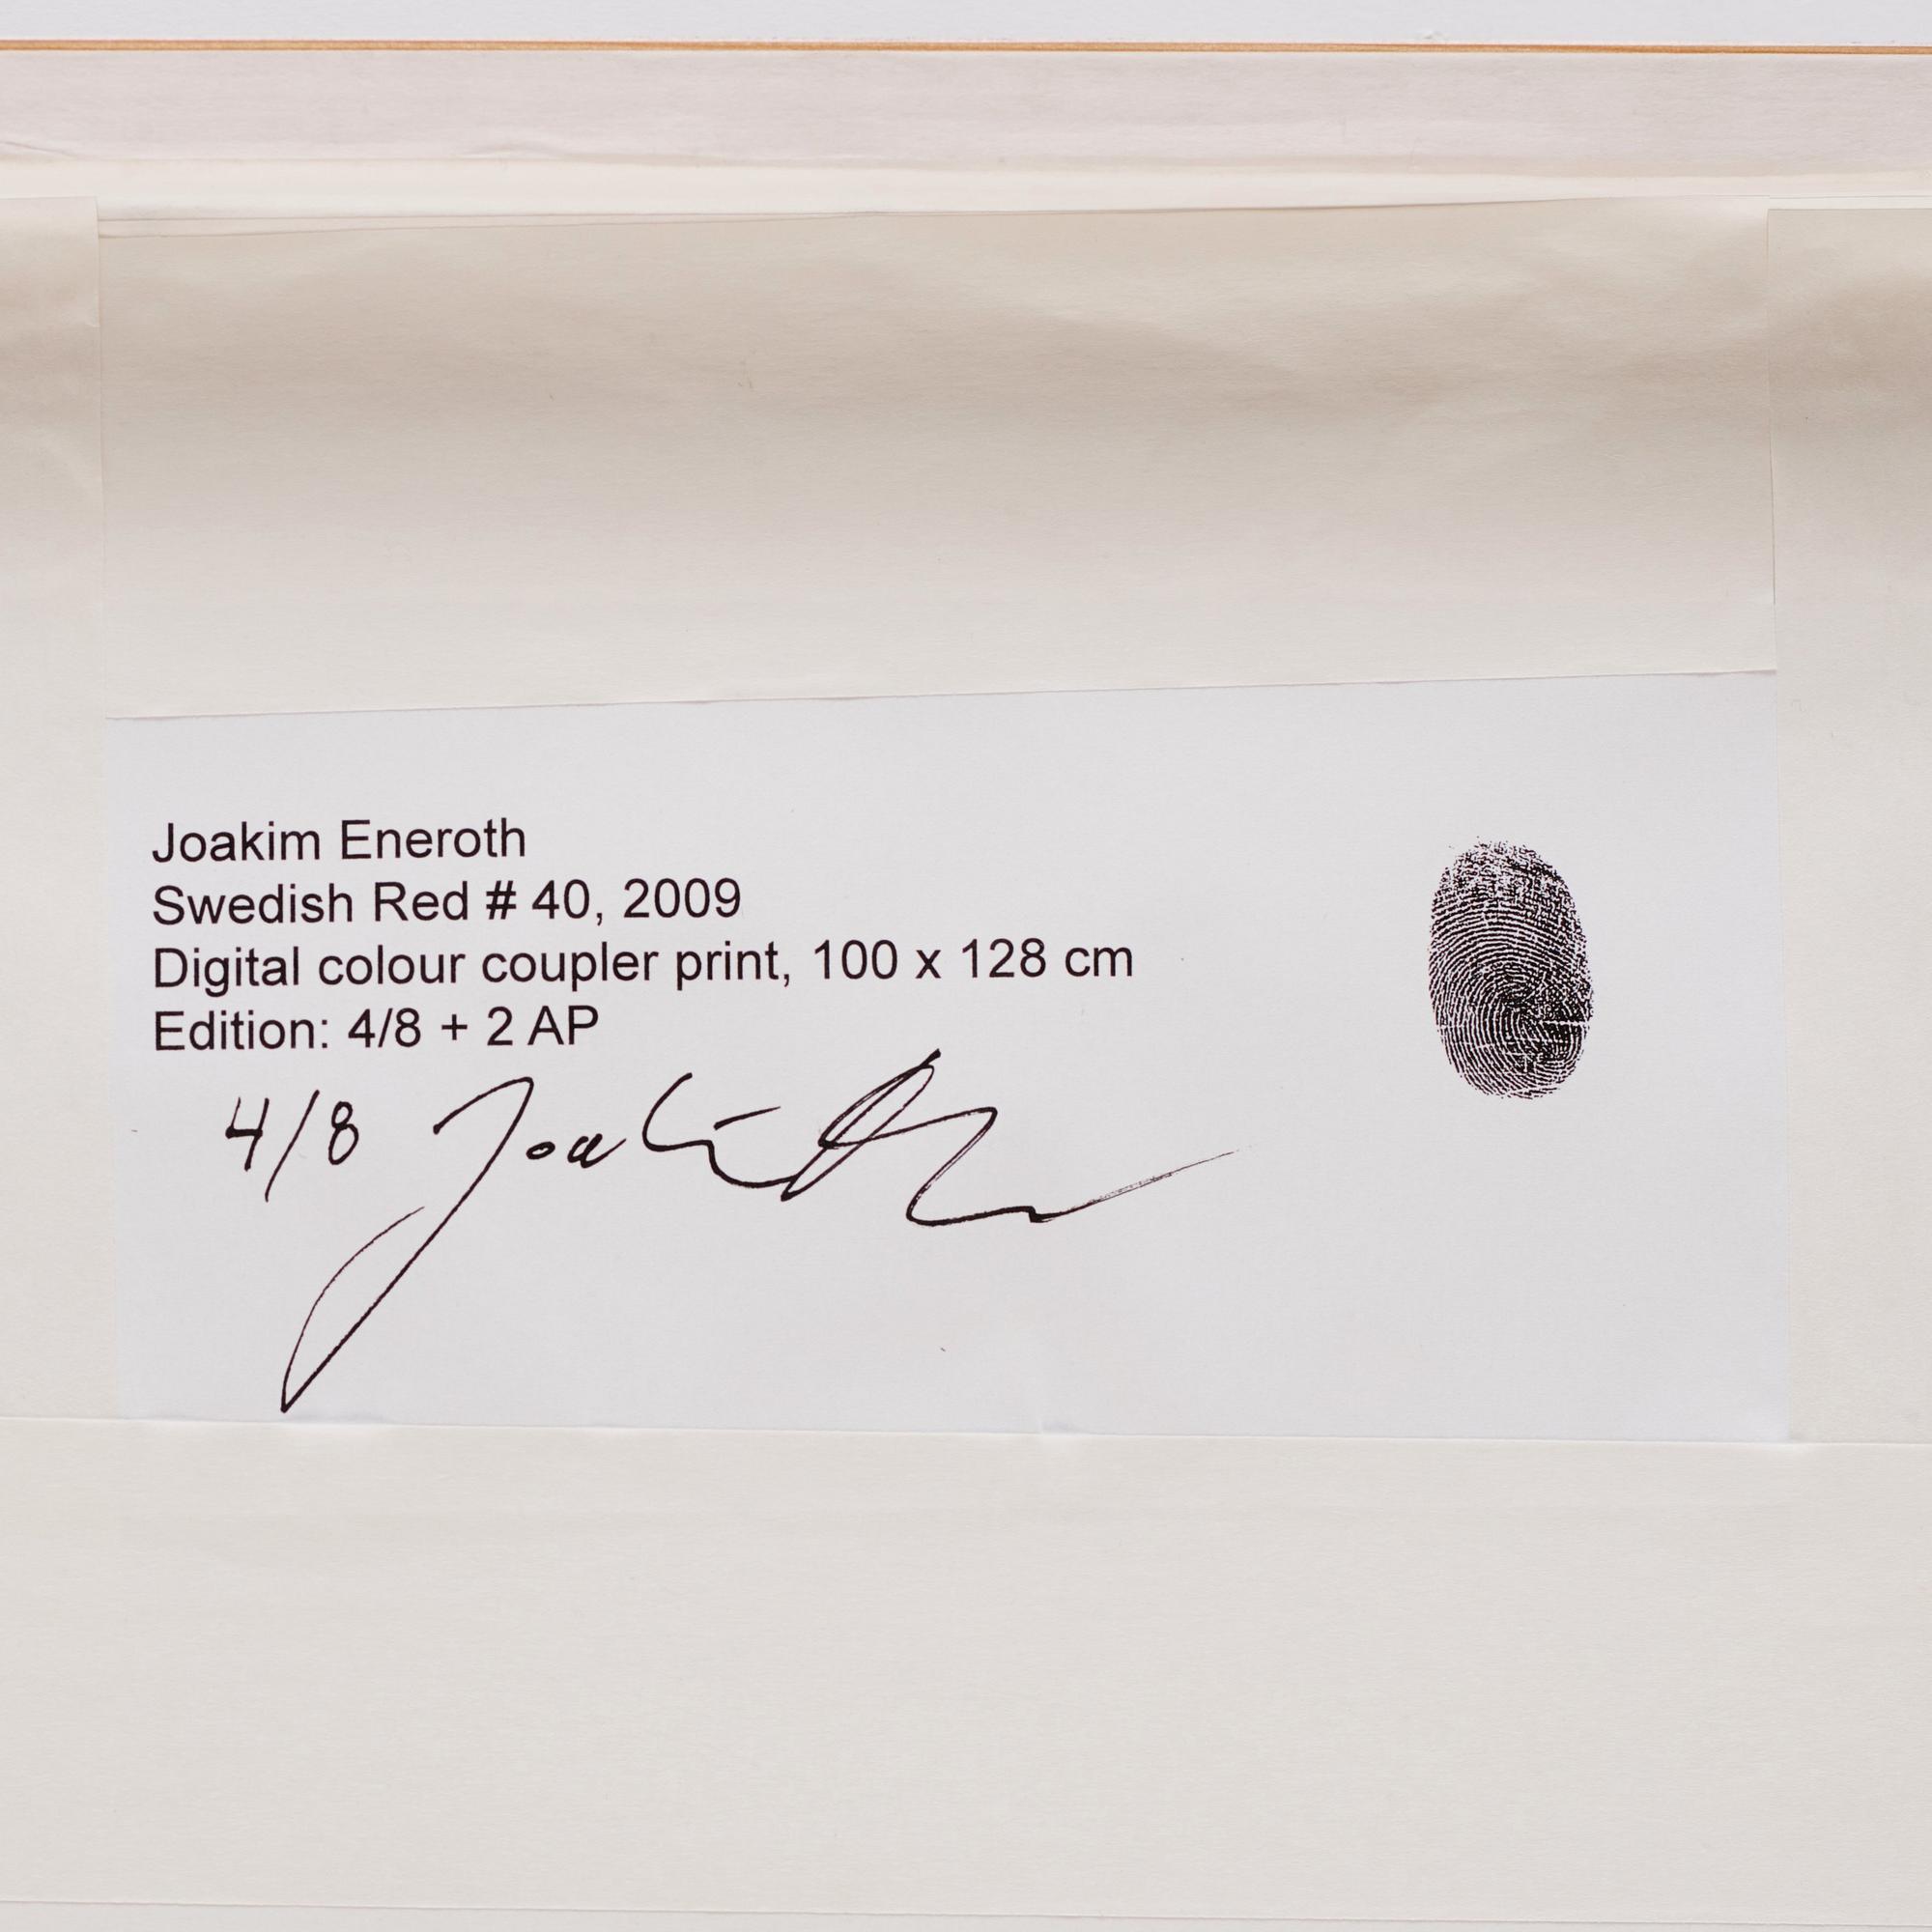 Joakim Eneroth
Swedish Red # 40, 2009
Digital colour coupler print, 100 x 128 cm
Edition: 4/8 + 2 AP
4/8 Joakim